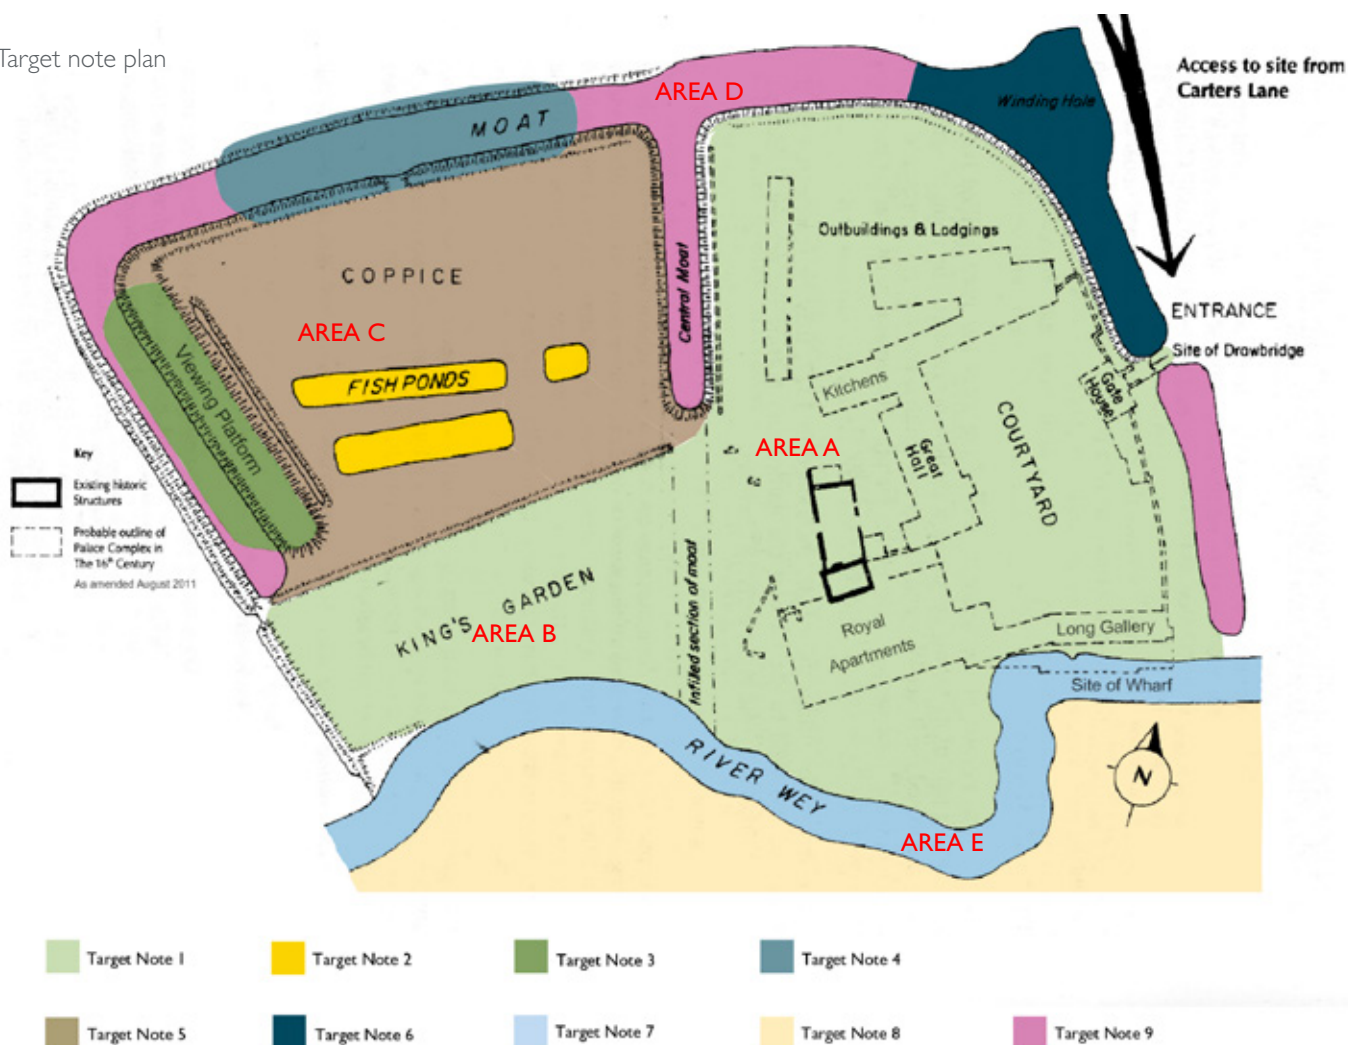 Target note plan
Access to site from
Carters Lane
AREA D
Winding Hole
MOAT
Outbuildings & Lodgings
COPPICE
Central Moat
ENTRANCE
AREA C
Site of Drawbridge
Viewing Platform
FISH PONDS
Kitchens
Gate
House
COURTYARD
AREA A
Great
Hall
Key
Existing historic
Structures
Probable outline of
Palace Complex in
The 16th Century
As amended August 2011
Infilled section of moat
KING'S GARDEN
AREA B
Royal
Apartments
Long Gallery
Site of Wharf
RIVER WEY
N
AREA E
Target Note 1
Target Note 2
Target Note 3
Target Note 4
Target Note 5
Target Note 6
Target Note 7
Target Note 8
Target Note 9